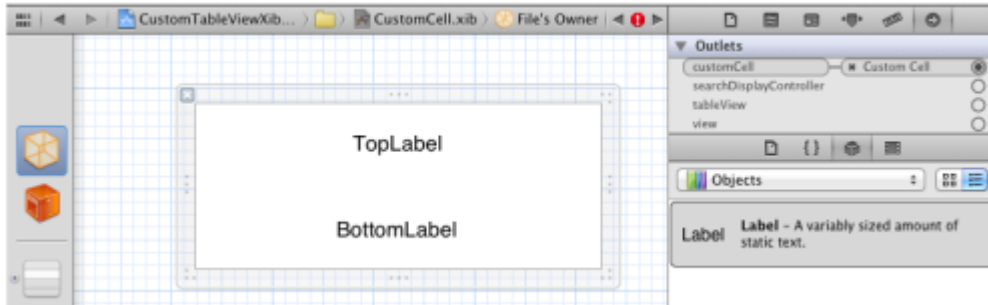 CustomTableViewXib... CustomCell.xib File's Owner
Outlets
customCell Custom Cell
searchDisplayController
tableView
view
TopLabel
BottomLabel
{}
Objects
Label Label - A variably sized amount of
static text.